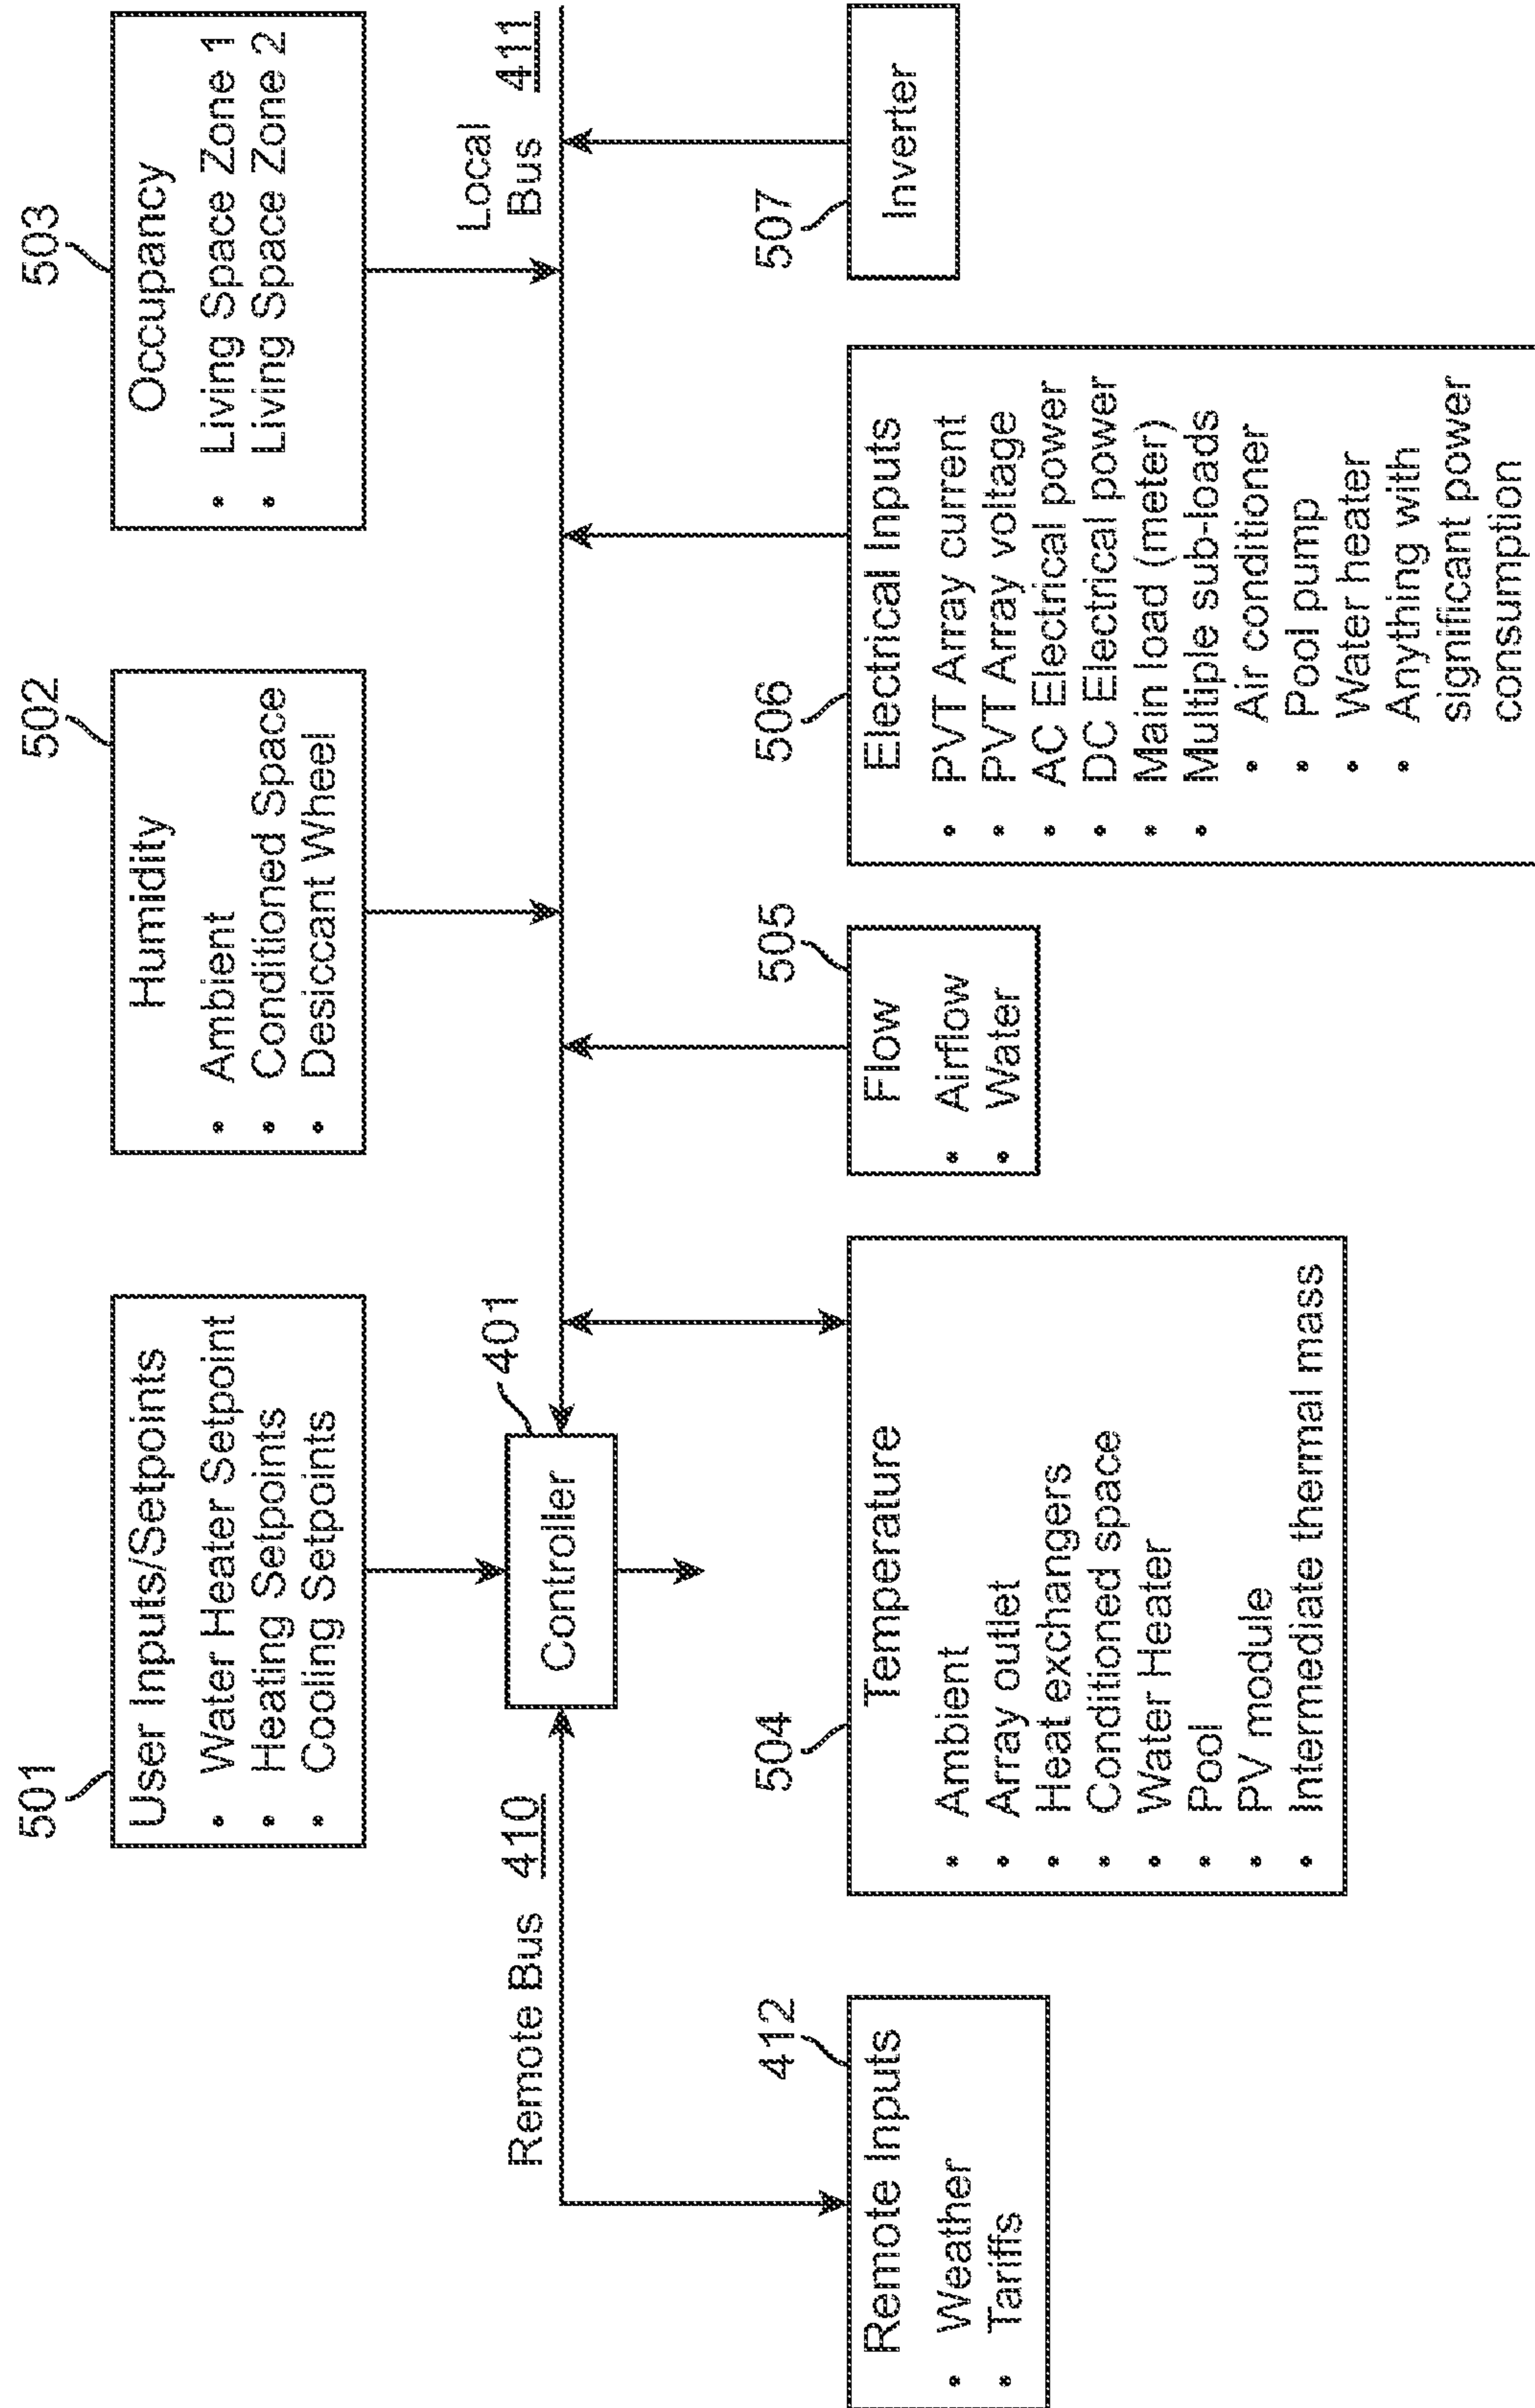 501
User Inputs/Setpoints
• Water Heater Setpoint
• Heating Setpoints
• Cooling Setpoints
502
Humidity
• Ambient
• Conditioned Space
• Desiccant Wheel
503
Occupancy
• Living Space Zone 1
• Living Space Zone 2
Remote Bus 410
401
Controller
Local
Bus 411
412
Remote Inputs
• Weather
• Tariffs
504
Temperature
• Ambient
• Array outlet
• Heat exchangers
• Conditioned space
• Water Heater
• Pool
• PV module
• Intermediate thermal mass
505
Flow
• Airflow
• Water
506
Electrical Inputs
• PVT Array current
• PVT Array voltage
• AC Electrical power
• DC Electrical power
• Main load (meter)
• Multiple sub-loads
• Air conditioner
• Pool pump
• Water heater
• Anything with
significant power
consumption
507
Inverter